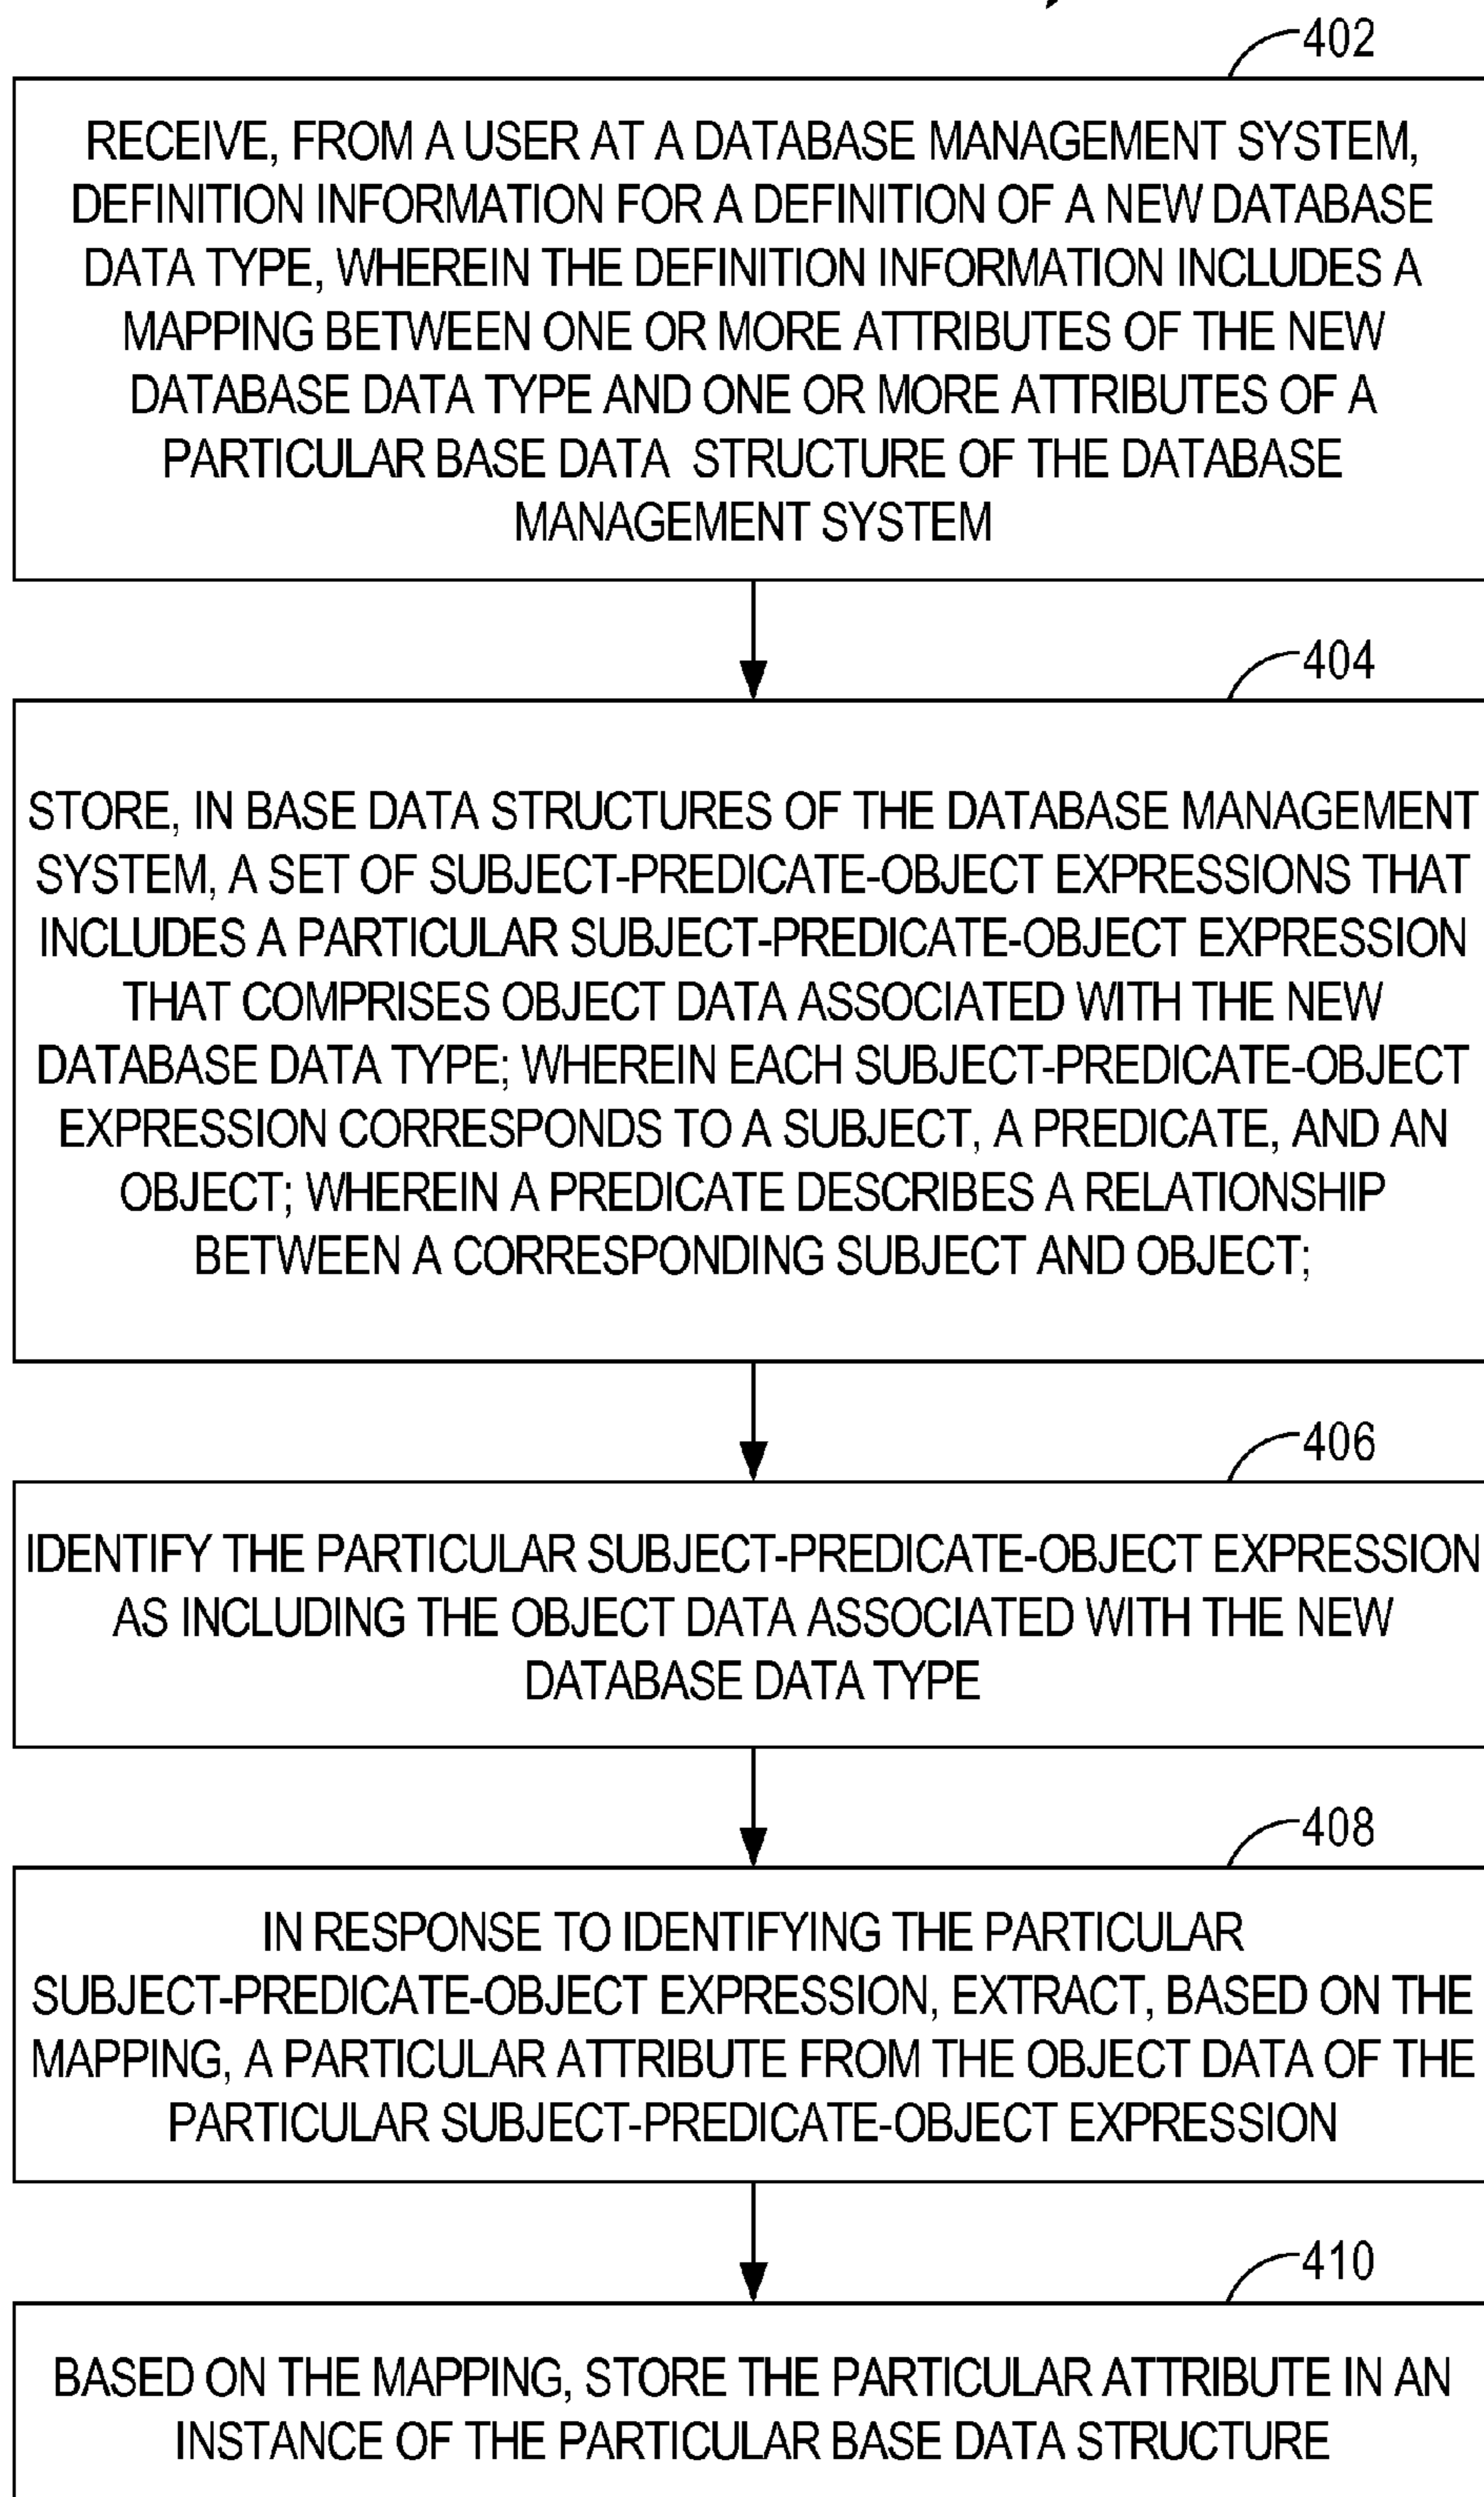 402
RECEIVE, FROM A USER AT A DATABASE MANAGEMENT SYSTEM,
DEFINITION INFORMATION FOR A DEFINITION OF A NEW DATABASE
DATA TYPE, WHEREIN THE DEFINITION INFORMATION INCLUDES A
MAPPING BETWEEN ONE OR MORE ATTRIBUTES OF THE NEW
DATABASE DATA TYPE AND ONE OR MORE ATTRIBUTES OF A
PARTICULAR BASE DATA STRUCTURE OF THE DATABASE
MANAGEMENT SYSTEM
404
STORE, IN BASE DATA STRUCTURES OF THE DATABASE MANAGEMENT
SYSTEM, A SET OF SUBJECT-PREDICATE-OBJECT EXPRESSIONS THAT
INCLUDES A PARTICULAR SUBJECT-PREDICATE-OBJECT EXPRESSION
THAT COMPRISES OBJECT DATA ASSOCIATED WITH THE NEW
DATABASE DATA TYPE; WHEREIN EACH SUBJECT-PREDICATE-OBJECT
EXPRESSION CORRESPONDS TO A SUBJECT, A PREDICATE, AND AN
OBJECT; WHEREIN A PREDICATE DESCRIBES A RELATIONSHIP
BETWEEN A CORRESPONDING SUBJECT AND OBJECT;
406
IDENTIFY THE PARTICULAR SUBJECT-PREDICATE-OBJECT EXPRESSION
AS INCLUDING THE OBJECT DATA ASSOCIATED WITH THE NEW
DATABASE DATA TYPE
408
IN RESPONSE TO IDENTIFYING THE PARTICULAR
SUBJECT-PREDICATE-OBJECT EXPRESSION, EXTRACT, BASED ON THE
MAPPING, A PARTICULAR ATTRIBUTE FROM THE OBJECT DATA OF THE
PARTICULAR SUBJECT-PREDICATE-OBJECT EXPRESSION
410
BASED ON THE MAPPING, STORE THE PARTICULAR ATTRIBUTE IN AN
INSTANCE OF THE PARTICULAR BASE DATA STRUCTURE